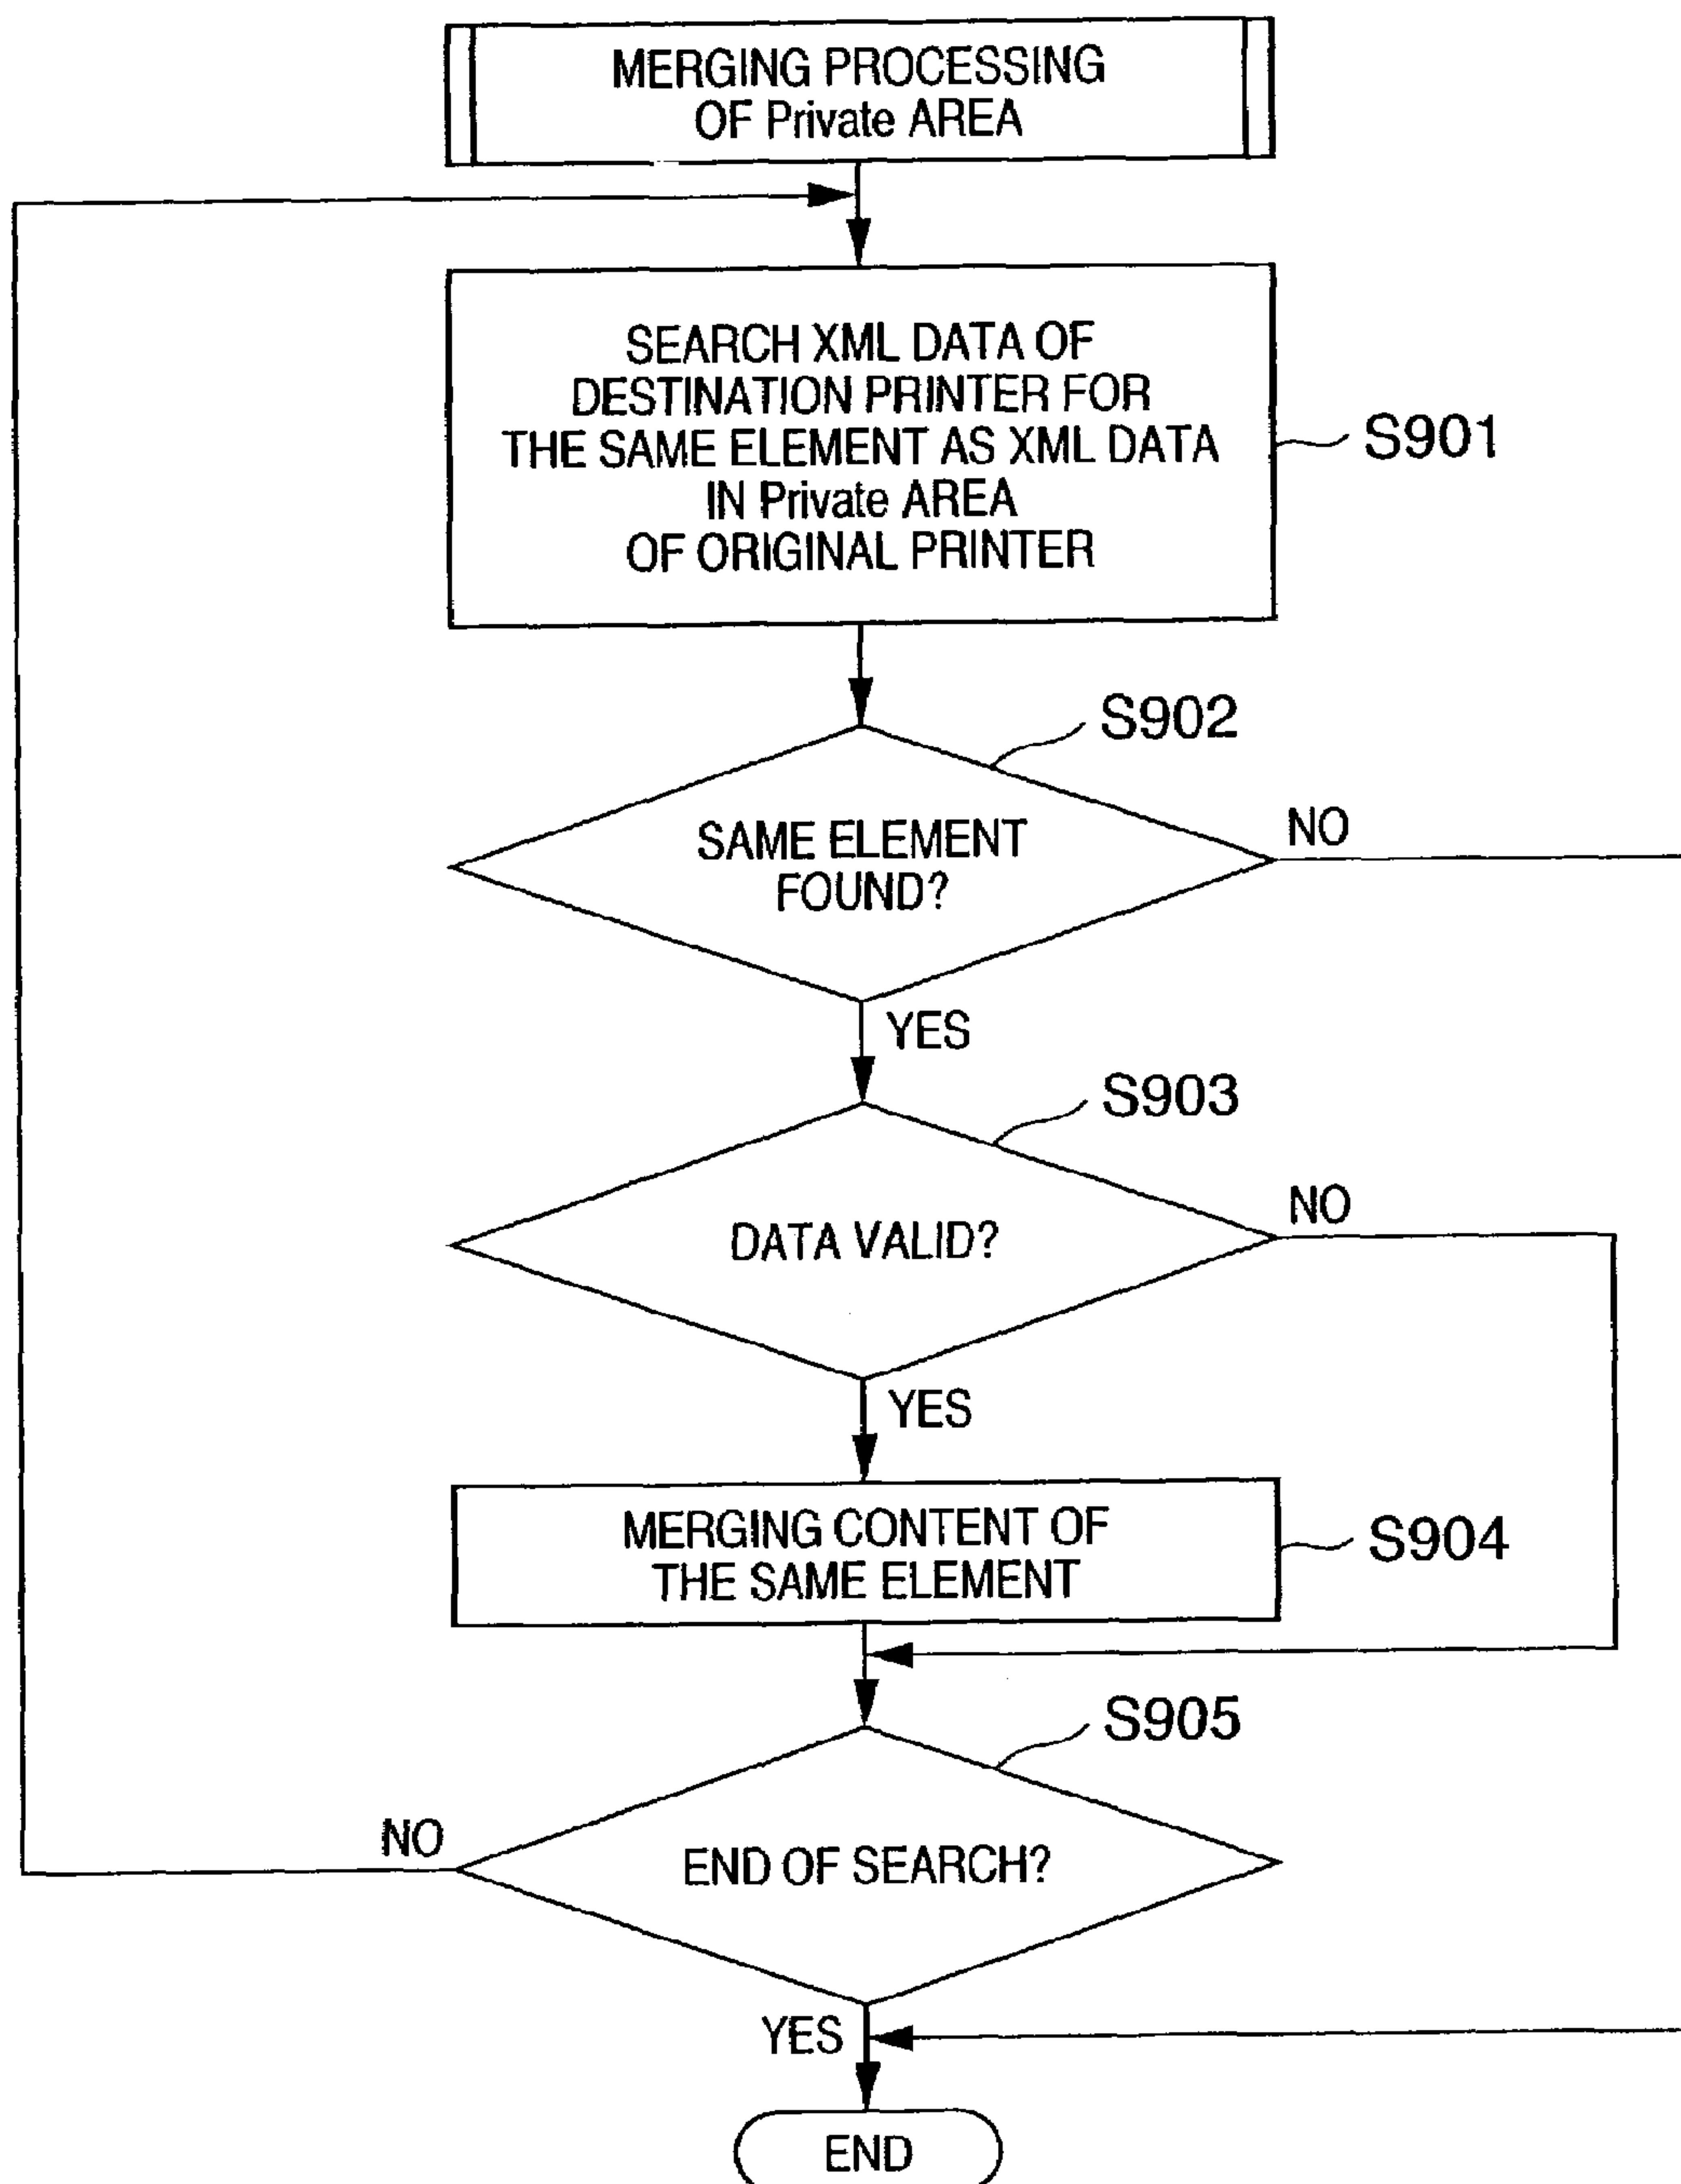 MERGING PROCESSING
OF Private AREA
SEARCH XML DATA OF
DESTINATION PRINTER FOR
THE SAME ELEMENT AS XML DATA
IN Private AREA
OF ORIGINAL PRINTER
S901
S902
SAME ELEMENT
FOUND?
NO
YES
S903
DATA VALID?
NO
YES
MERGING CONTENT OF
THE SAME ELEMENT
S904
S905
NO
END OF SEARCH?
YES
END